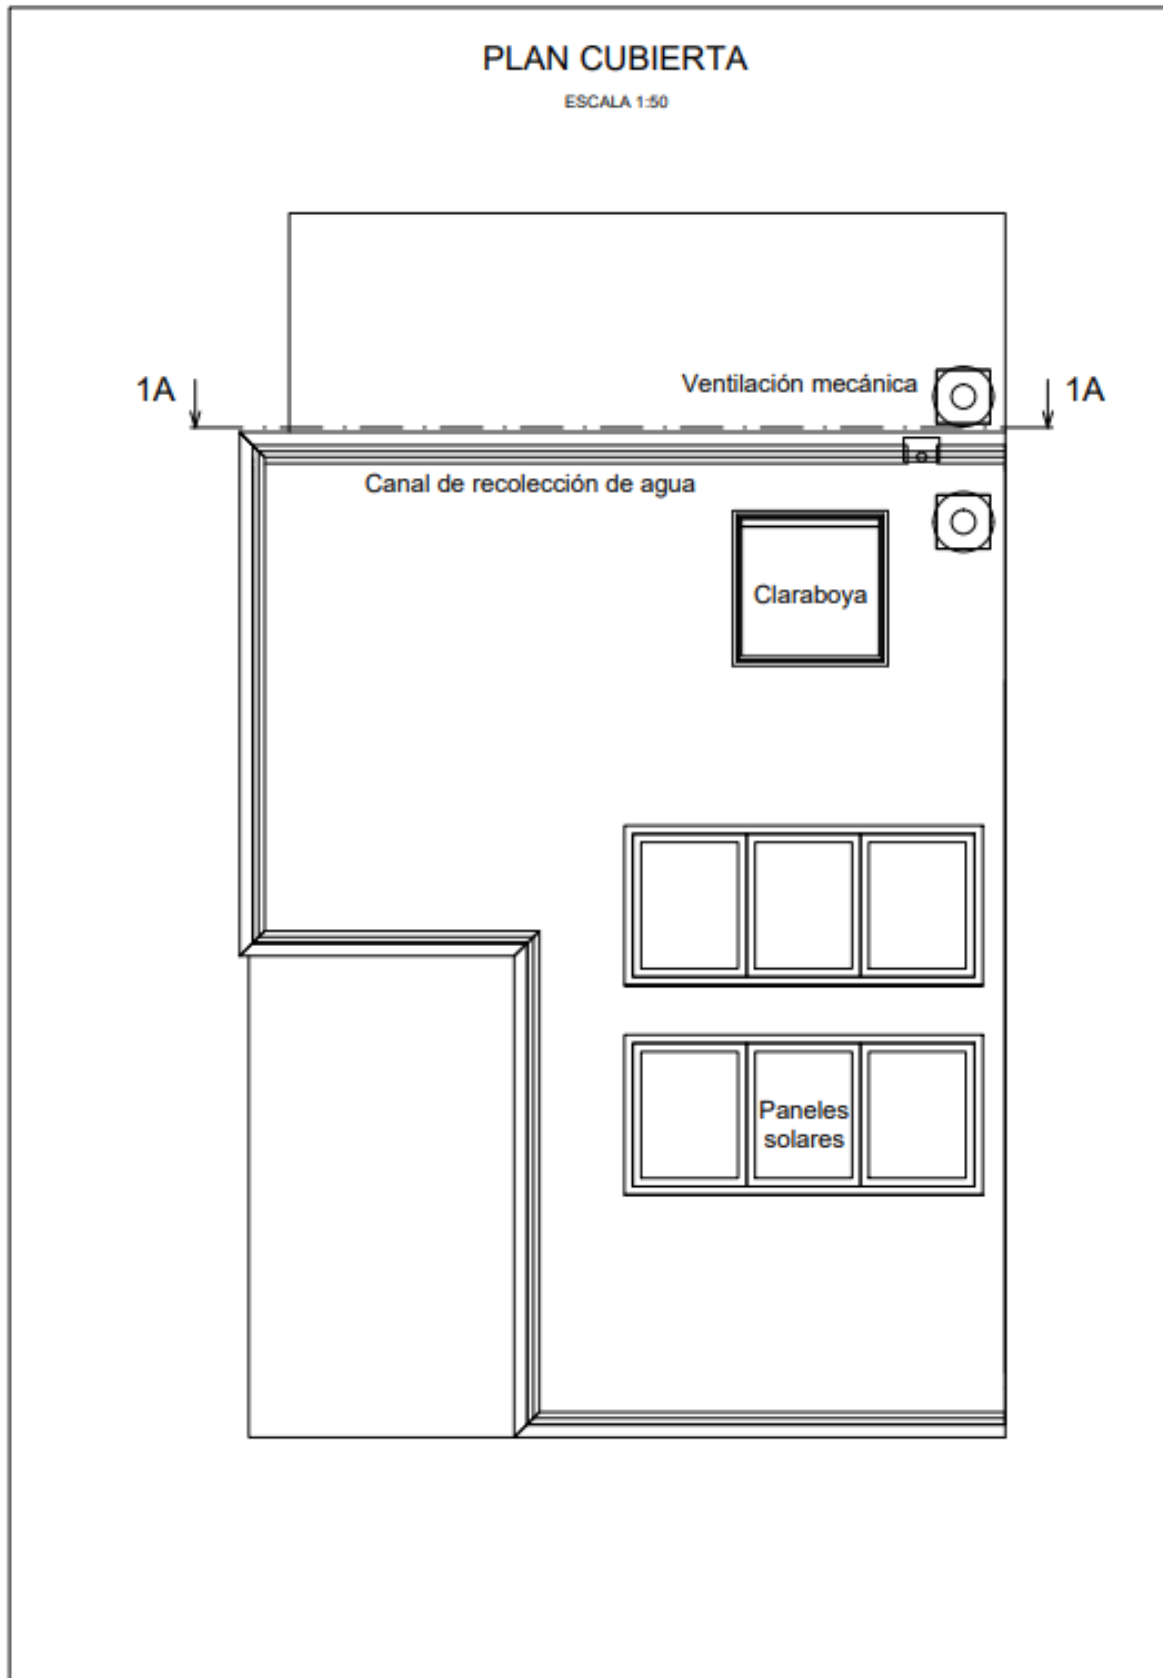 PLAN CUBIERTA
ESCALA 1:50
1A
Ventilación mecánica
1A
Canal de recolección de agua
Claraboya
Paneles
solares